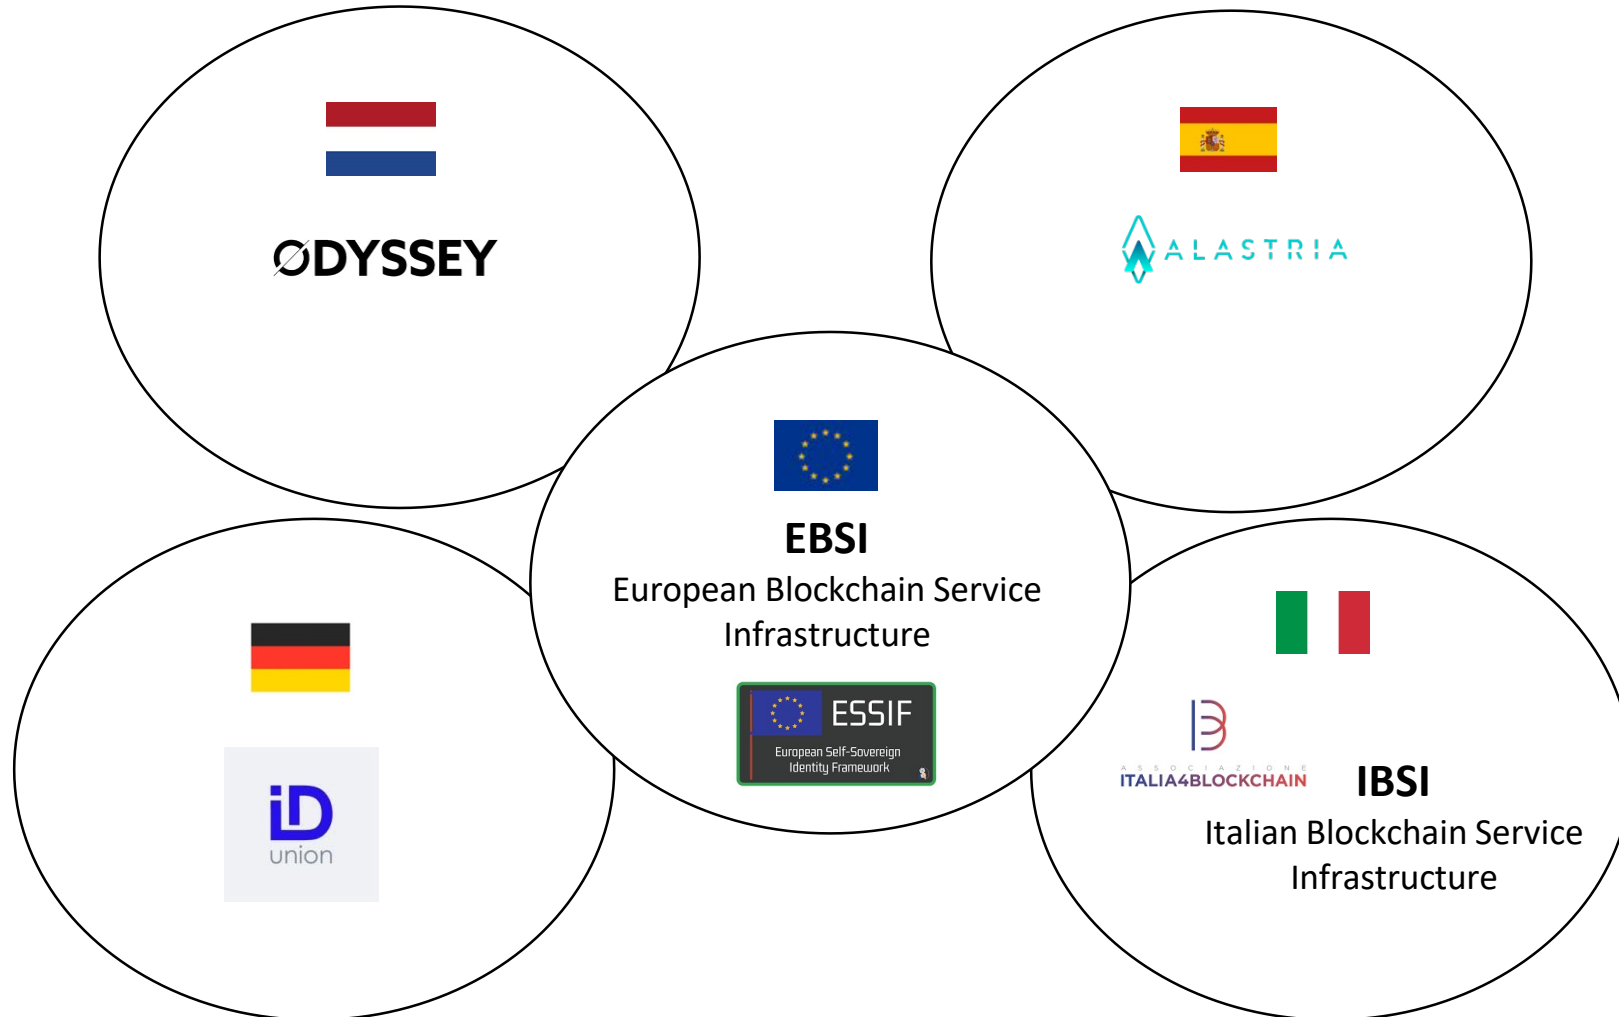 ODYSSEY
ALASTRIA
EBSI
European Blockchain Service
Infrastructure
ESSIF
European Self-Sovereign
Identity Framework
iD
union
ASSOCIAZIONE
ITALIA4BLOCKCHAIN
IBSI
Italian Blockchain Service
Infrastructure